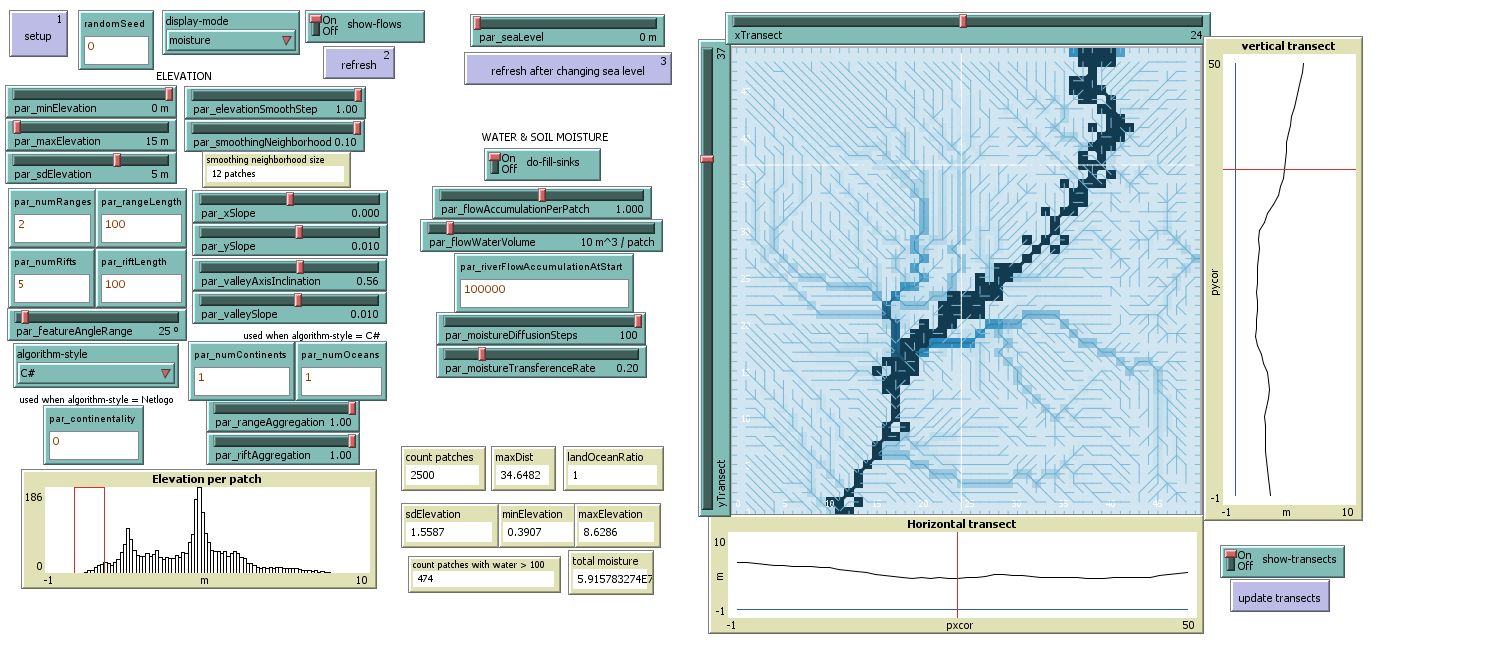 1
setup
randomSeed
0
display-mode
moisture
On
Off
show-flows
2
refresh
par_seaLevel 0 m
3
refresh after changing sea level
ELEVATION
par_minElevation 0 m
par_maxElevation 15 m
par_sdElevation 5 m
par_elevationSmoothStep 1.00
par_smoothingNeighborhood 0.10
smoothing neighborhood size
12 patches
par_numRanges
2
par_rangeLength
100
par_numRifts
5
par_riftLength
100
par_featureAngleRange 25 º
par_xSlope 0.000
par_ySlope 0.010
par_valleyAxisInclination 0.56
par_valleySlope 0.010
used when algorithm-style = C#
algorithm-style
C#
par_numContinents
1
par_numOceans
1
used when algorithm-style = Netlogo
par_continentality
0
par_rangeAggregation 1.00
par_riftAggregation 1.00
Elevation per patch
186
0
-1 m 10
WATER & SOIL MOISTURE
On
Off
do-fill-sinks
par_flowAccumulationPerPatch 1.000
par_flowWaterVolume 10 m^3 / patch
par_riverFlowAccumulationAtStart
100000
par_moistureDiffusionSteps 100
par_moistureTransferenceRate 0.20
count patches
2500
maxDist
34.6482
landOceanRatio
1
sdElevation
1.5587
minElevation
0.3907
maxElevation
8.6286
count patches with water > 100
474
total moisture
5.915783274E7
xTransect 24
yTransect 37
vertical transect
50
pycor
-1
-1 m 10
Horizontal transect
10
m
-1
-1 pxcor 50
On
Off
show-transects
update transects